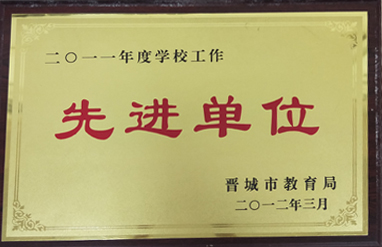 二〇一一年度学校工作
先进单位
晋城市教育局
二〇一二年三月